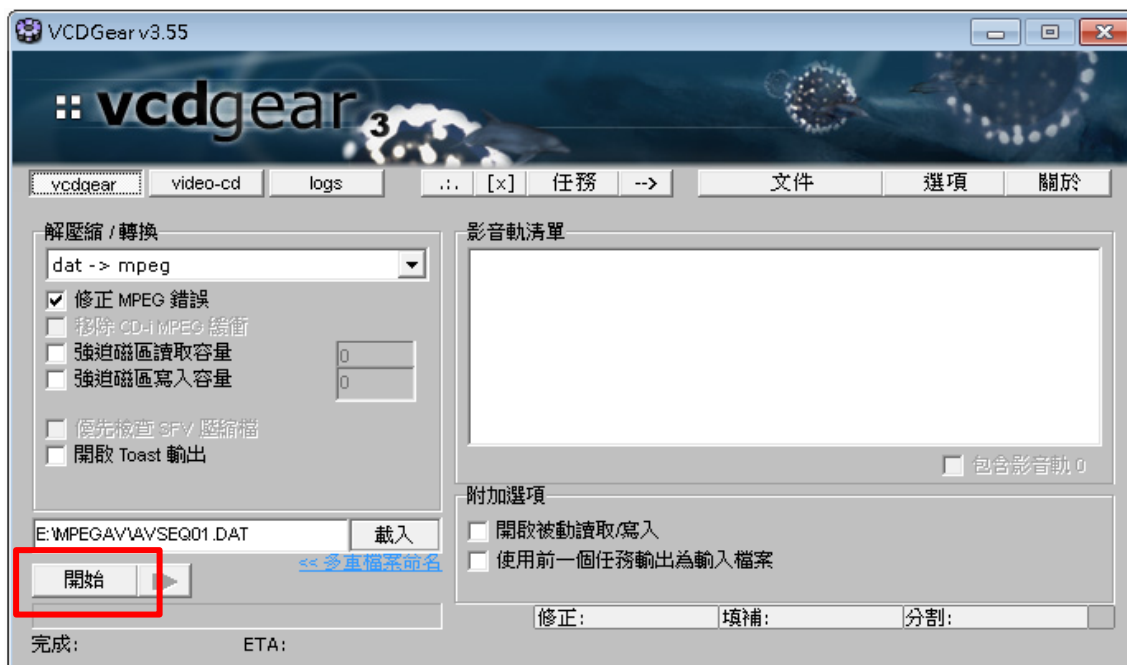 VCDGear v3.55
:: vcdgear 3
vcdgear video-cd logs .:. [x] 任務 --> 文件 選項 關於
解壓縮 / 轉換
dat -> mpeg
修正 MPEG 錯誤
移除 CD-i MPEG 緩衝
強迫磁區讀取容量 0
強迫磁區寫入容量 0
優先檢查 SFV 壓縮檔
開啟 Toast 輸出
影音軌清單
包含影音軌 0
附加選項
開啟被動讀取/寫入
使用前一個任務輸出為輸入檔案
E:\MPEGAV\AVSEQ01.DAT 載入
<< 多重檔案命名
開始
修正: 填補: 分割:
完成: ETA: